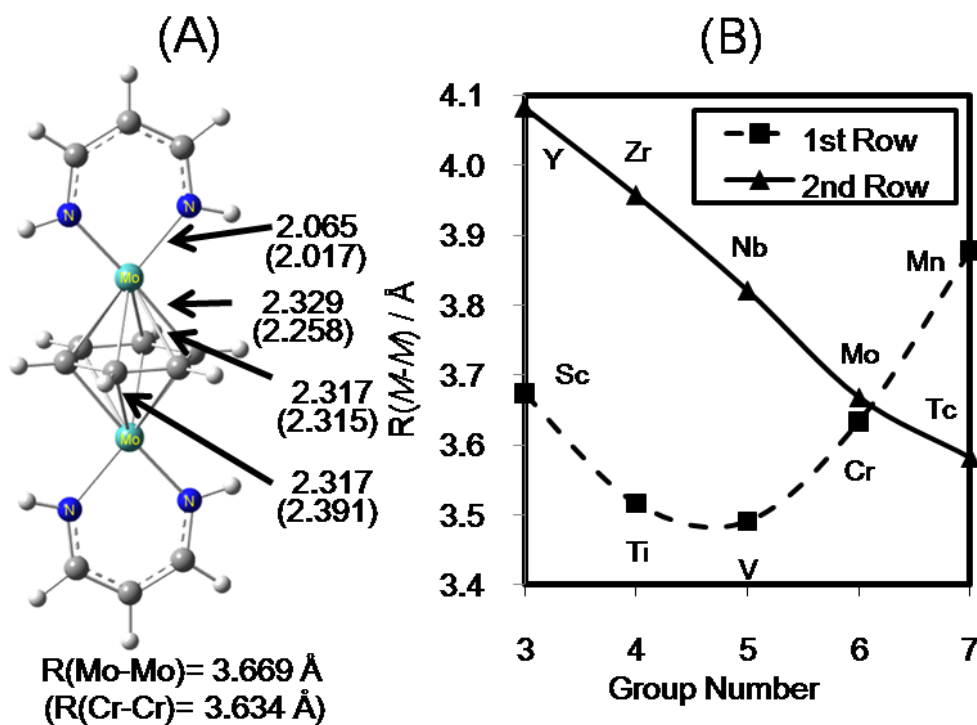 (A)
N
N
Mo
Mo
N
N
2.065
(2.017)
2.329
(2.258)
2.317
(2.315)
2.317
(2.391)
R(Mo-Mo)= 3.669 Å
(R(Cr-Cr)= 3.634 Å)
(B)
R(M-M) / Å
4.1
4.0
3.9
3.8
3.7
3.6
3.5
3.4
1st Row
2nd Row
Y
Zr
Nb
Mo
Tc
Sc
Ti
V
Cr
Mn
3
4
5
6
7
Group Number